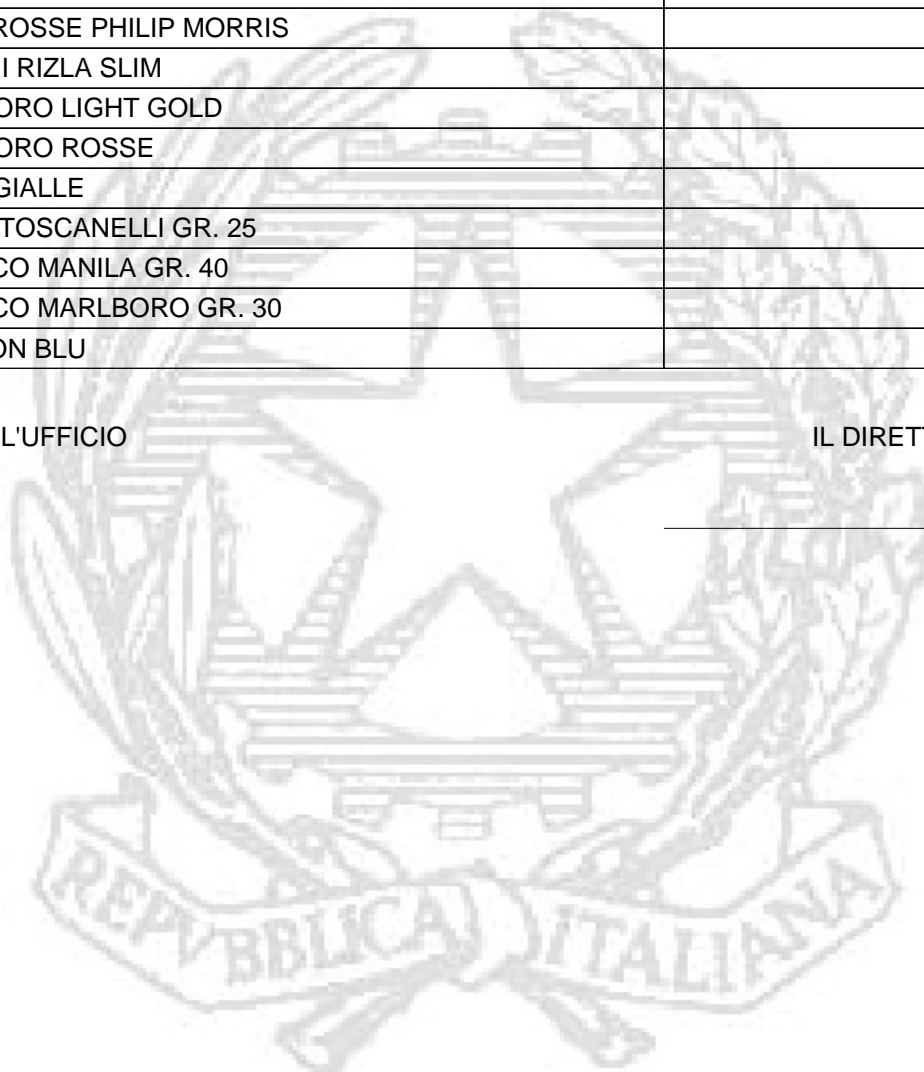 ROSSE PHILIP MORRIS
I RIZLA SLIM
ORO LIGHT GOLD
ORO ROSSE
GIALLE
TOSCANELLI GR. 25
CO MANILA GR. 40
CO MARLBORO GR. 30
ON BLU
L'UFFICIO IL DIRETT
REPVBBLICA ITALIANA